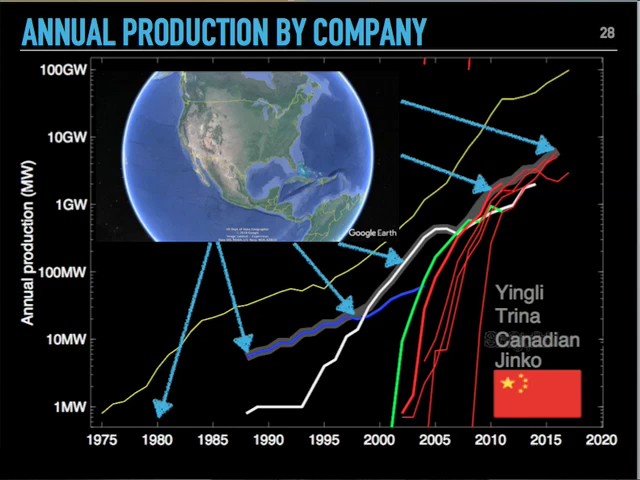 ANNUAL PRODUCTION BY COMPANY
28
100GW
10GW
1GW
100MW
10MW
1MW
Annual production (MW)
Google Earth
Yingli
Trina
Canadian
Jinko
1975 1980 1985 1990 1995 2000 2005 2010 2015 2020